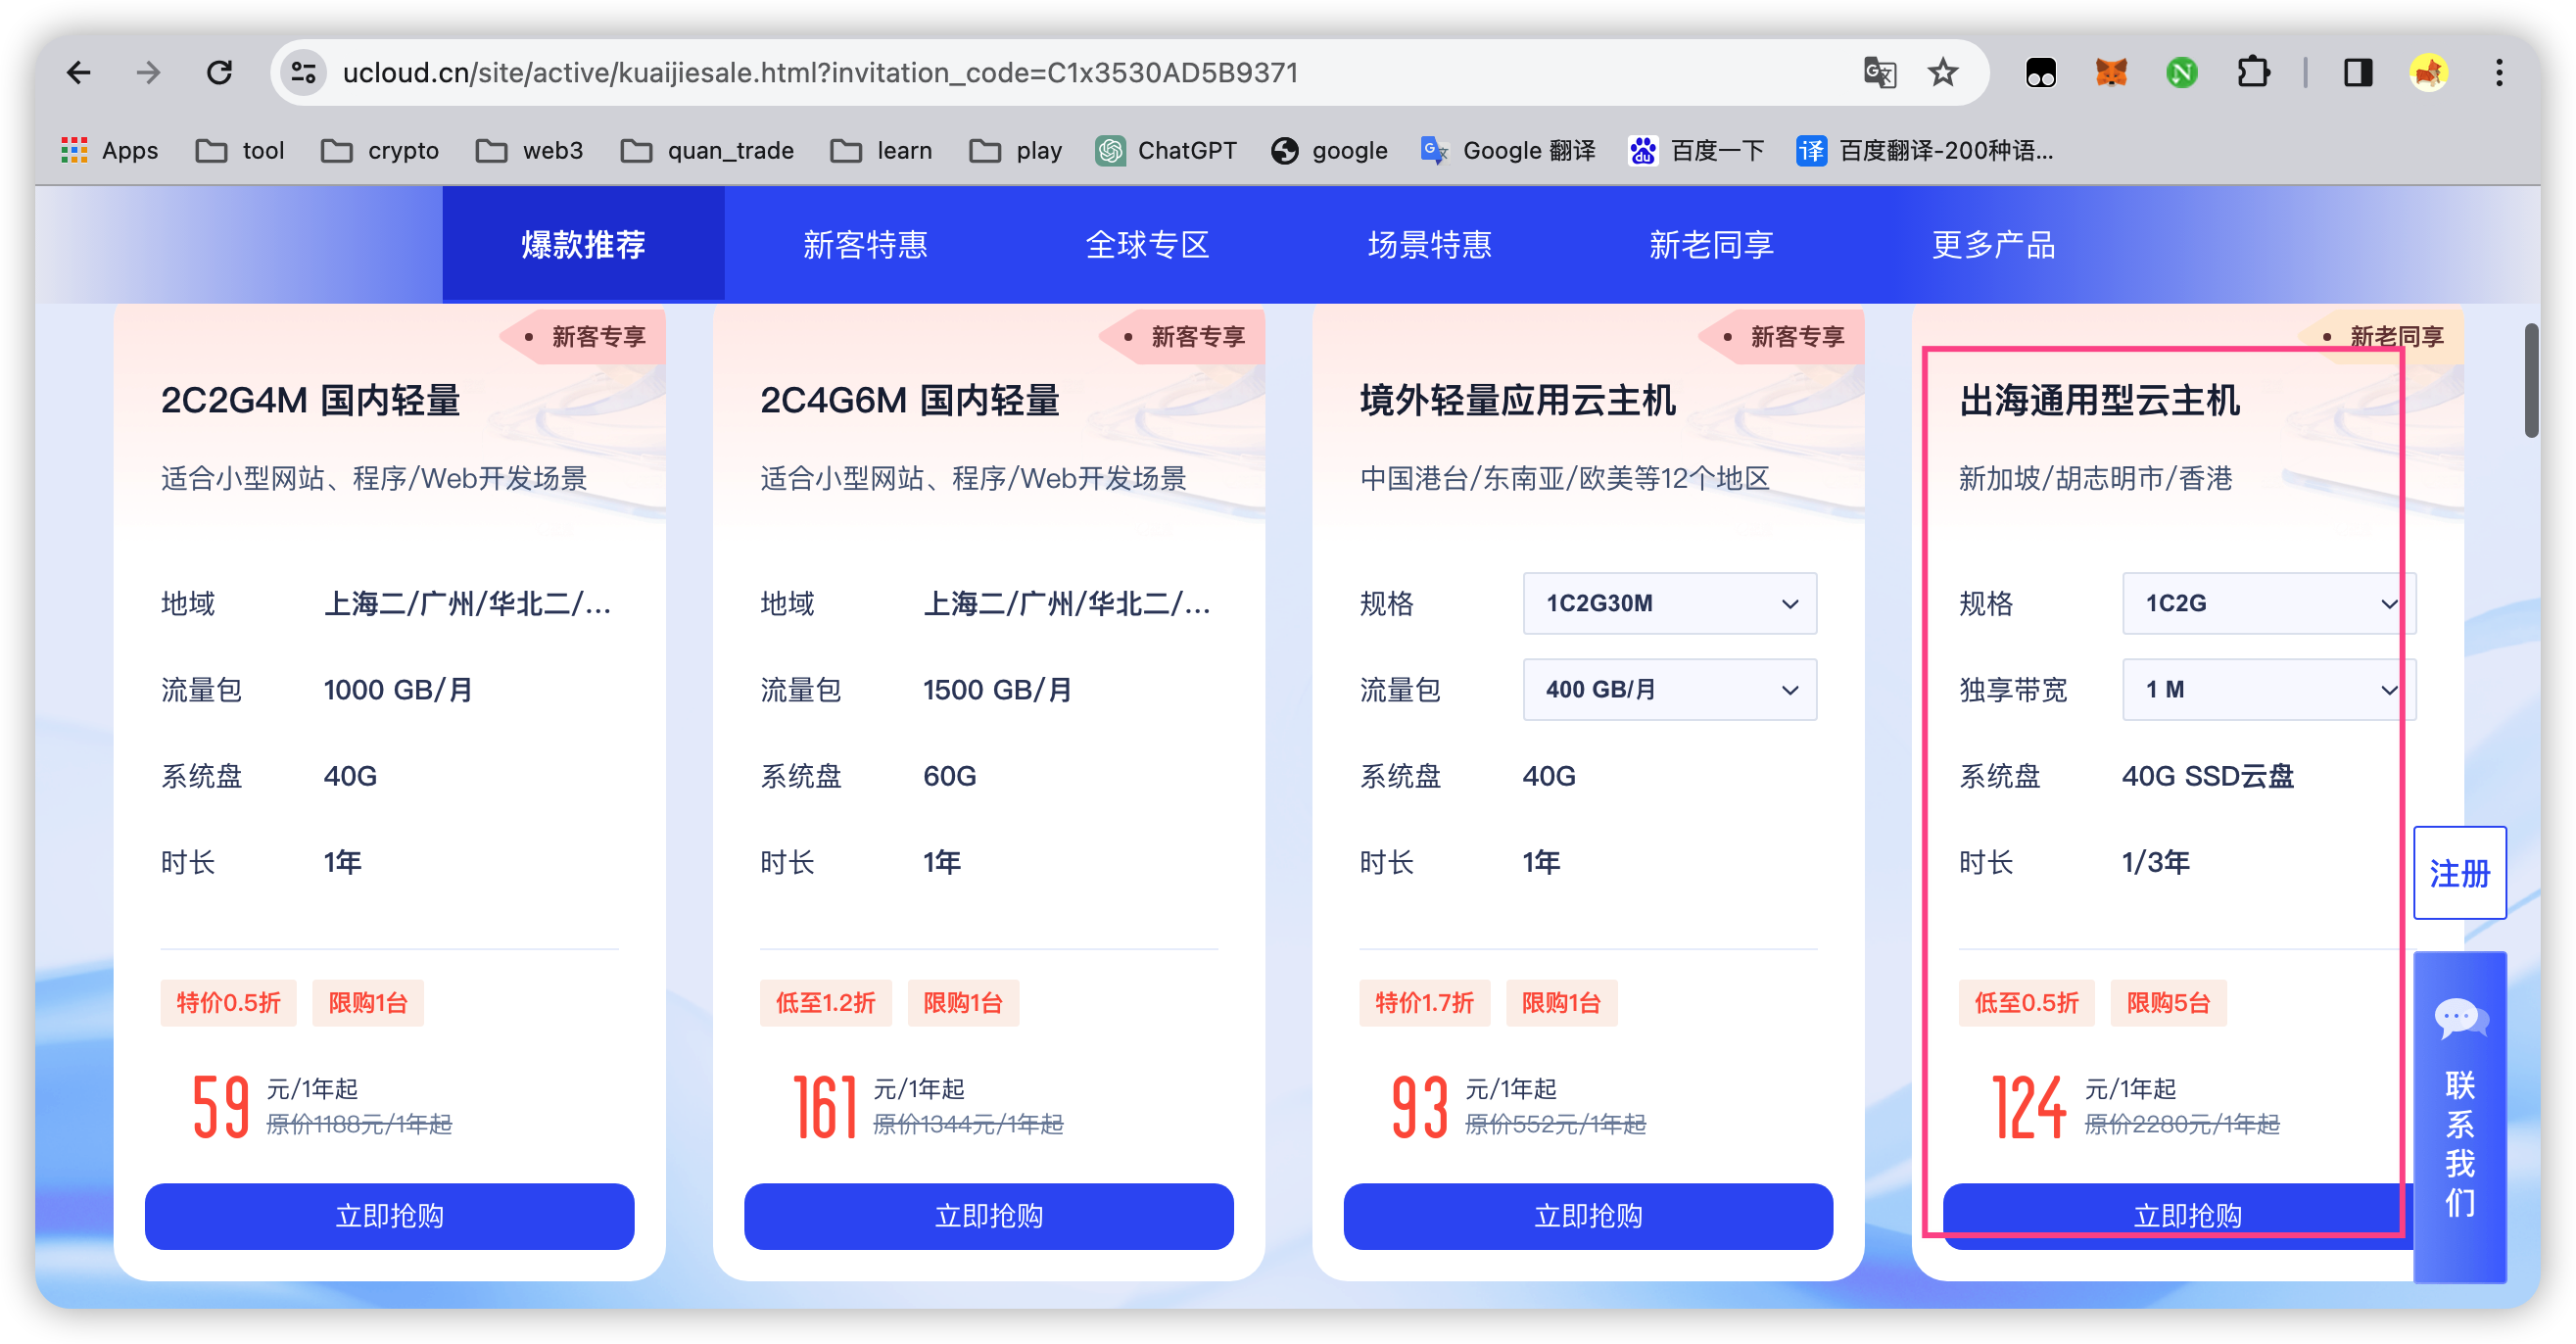 ucloud.cn/site/active/kuaijiesale.html?invitation_code=C1x3530AD5B9371
Apps tool crypto web3 quan_trade learn play ChatGPT google Google 翻译 百度一下 百度翻译-200种语...
爆款推荐 新客特惠 全球专区 场景特惠 新老同享 更多产品
新客专享
2C2G4M 国内轻量
适合小型网站、程序/Web开发场景
地域 上海二/广州/华北二/...
流量包 1000 GB/月
系统盘 40G
时长 1年
特价0.5折 限购1台
59 元/1年起
原价1188元/1年起
立即抢购
新客专享
2C4G6M 国内轻量
适合小型网站、程序/Web开发场景
地域 上海二/广州/华北二/...
流量包 1500 GB/月
系统盘 60G
时长 1年
低至1.2折 限购1台
161 元/1年起
原价1344元/1年起
立即抢购
新客专享
境外轻量应用云主机
中国港台/东南亚/欧美等12个地区
规格 1C2G30M
流量包 400 GB/月
系统盘 40G
时长 1年
特价1.7折 限购1台
93 元/1年起
原价552元/1年起
立即抢购
新老同享
出海通用型云主机
新加坡/胡志明市/香港
规格 1C2G
独享带宽 1 M
系统盘 40G SSD云盘
时长 1/3年
低至0.5折 限购5台
124 元/1年起
原价2280元/1年起
立即抢购
注册
联系我们